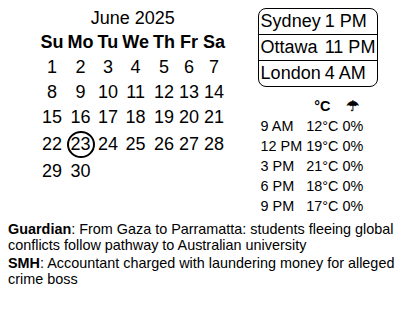 June 2025
Su Mo Tu We Th Fr Sa
1 2 3 4 5 6 7
8 9 10 11 12 13 14
15 16 17 18 19 20 21
22 23 24 25 26 27 28
29 30
Sydney 1 PM
Ottawa 11 PM
London 4 AM
°C ☂
9 AM 12°C 0%
12 PM 19°C 0%
3 PM 21°C 0%
6 PM 18°C 0%
9 PM 17°C 0%
Guardian: From Gaza to Parramatta: students fleeing global
conflicts follow pathway to Australian university
SMH: Accountant charged with laundering money for alleged
crime boss